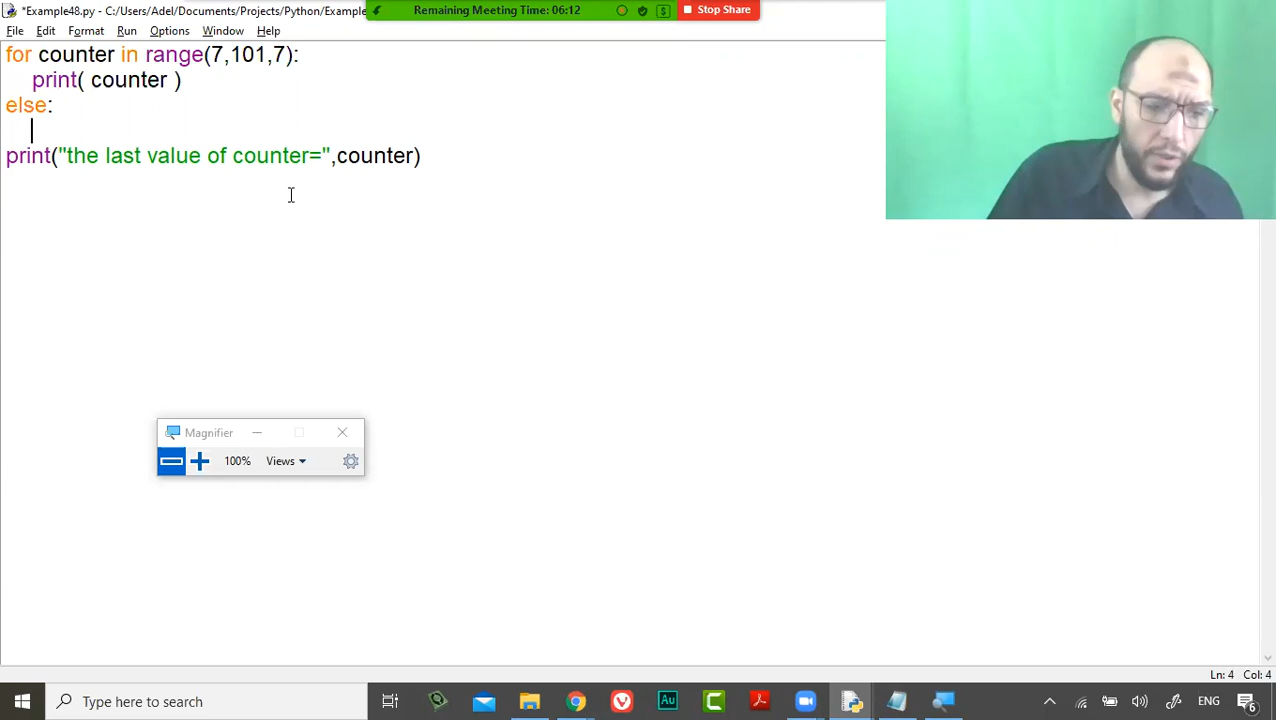 *Example48.py - C:/Users/Adel/Documents/Projects/Python/Example
Remaining Meeting Time: 06:12
Stop Share
File Edit Format Run Options Window Help
for counter in range(7,101,7):
print( counter )
else:
print("the last value of counter=",counter)
Magnifier
100% Views
Ln: 4 Col: 4
Type here to search
Au
ENG
6